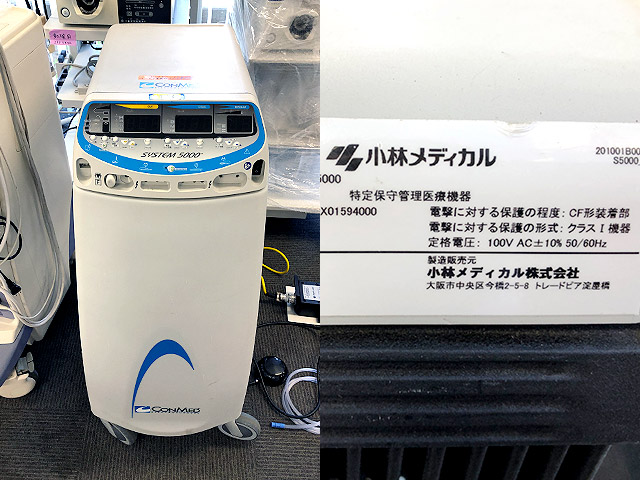 CONMED
SYSTEM 5000
CONMED
小林メディカル
201001B00
S5000
5000
特定保守管理医療機器
X01594000
電撃に対する保護の程度:CF形装着部
電撃に対する保護の形式:クラスⅠ機器
定格電圧:100V AC±10% 50/60Hz
製造販売元
小林メディカル株式会社
大阪市中央区今橋2-5-8 トレードピア淀屋橋